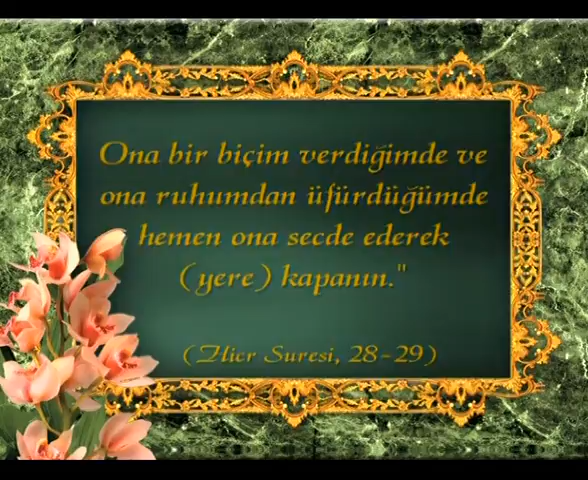 Ona bir biçim verdiğimde ve
ona ruhumdan üfürdüğümde
hemen ona secde ederek
(yere) kapanın."
(Hicr Suresi, 28-29)